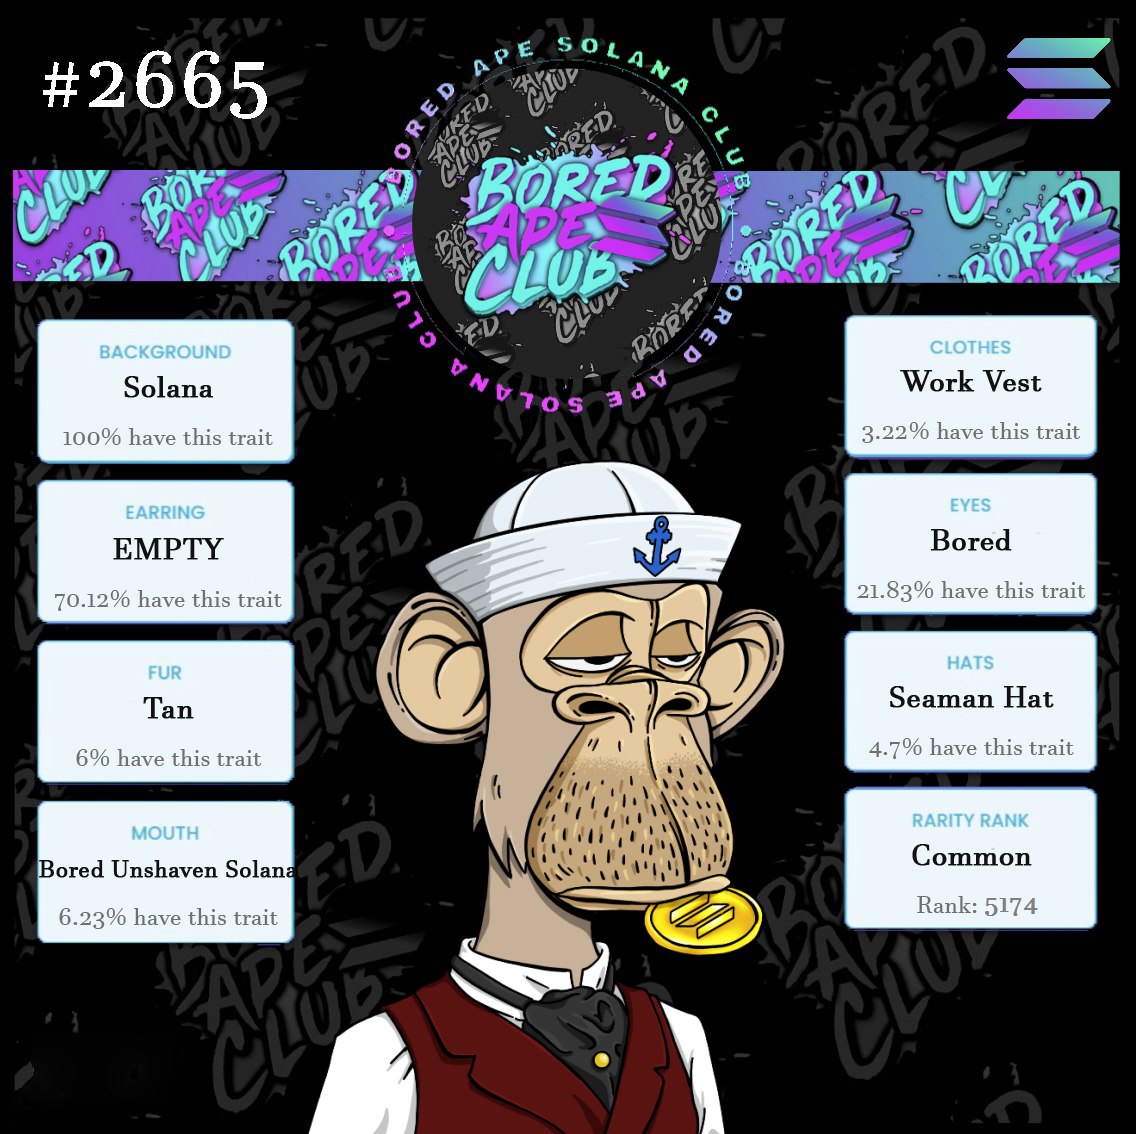 #2665
BORED APE SOLANA CLUB
BORED APE SOLANA CLUB
BORED
APE
CLUB
BACKGROUND
Solana
100% have this trait
EARRING
EMPTY
70.12% have this trait
FUR
Tan
6% have this trait
MOUTH
Bored Unshaven Solana
6.23% have this trait
CLOTHES
Work Vest
3.22% have this trait
EYES
Bored
21.83% have this trait
HATS
Seaman Hat
4.7% have this trait
RARITY RANK
Common
Rank: 5174